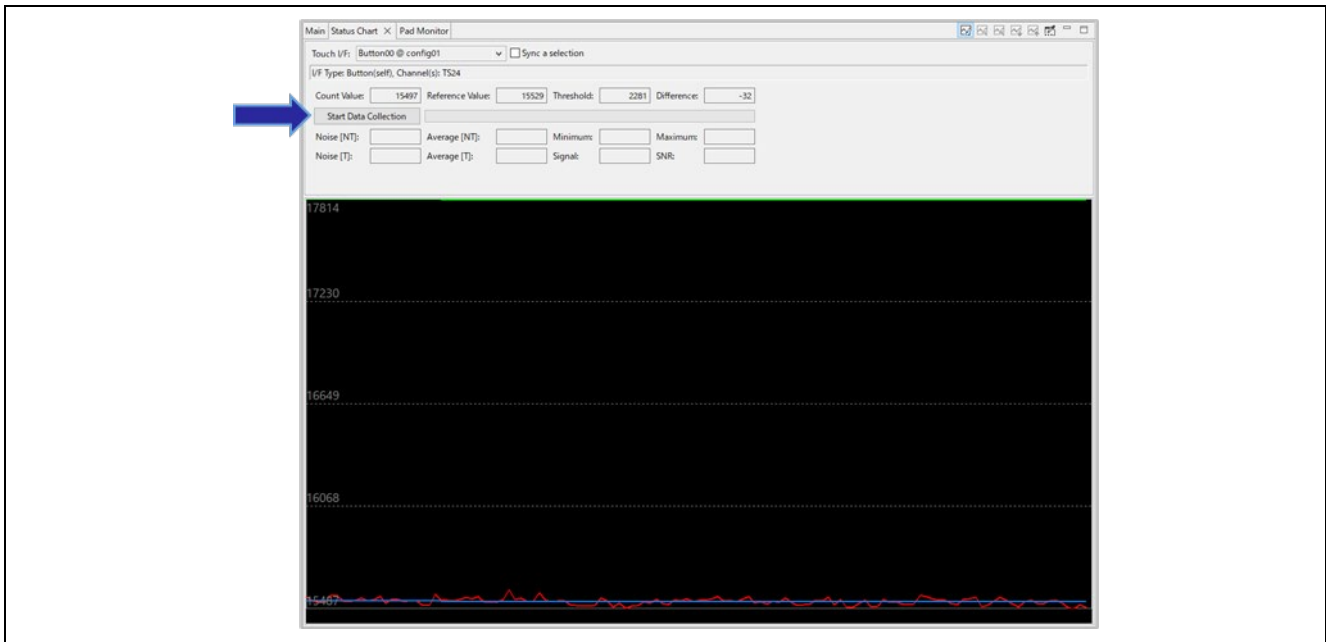 Main Status Chart Pad Monitor
Touch I/F: Button00 @ config01 Sync a selection
I/F Type: Button(self), Channel(s): TS24
Count Value: 15497 Reference Value: 15529 Threshold: 2281 Difference: -32
Start Data Collection
Noise [NT]: Average [NT]: Minimum: Maximum:
Noise [T]: Average [T]: Signal: SNR:
17814
17230
16649
16068
15487